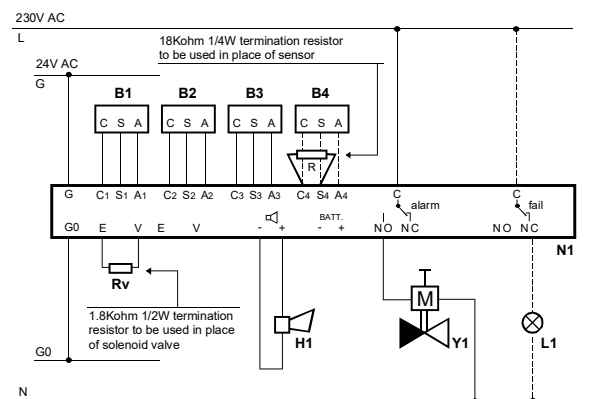 230V AC
L
18Kohm 1/4W termination resistor
to be used in place of sensor
24V AC
G
B1 B2 B3 B4
C S A C S A C S A C S A
R
G C1 S1 A1 C2 S2 A2 C3 S3 A3 C4 S4 A4 C C
alarm fail
BATT.
G0 E V E V - + - + NO NC NO NC
N1
Rv
1.8Kohm 1/2W termination
resistor to be used in place
of solenoid valve
H1
M
Y1
L1
G0
N